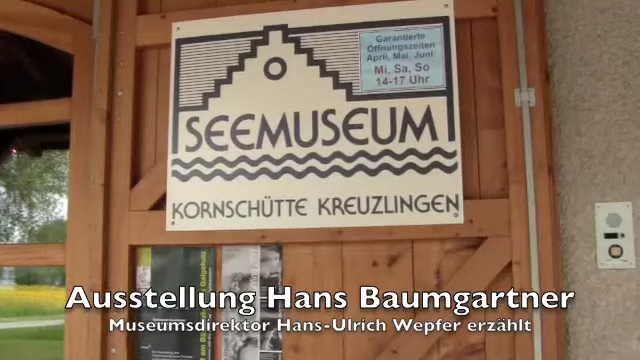 Garantierte
Öffnungszeiten
April, Mai, Juni:
Mi, Sa, So
14-17 Uhr
SEEMUSEUM
KORNSCHÜTTE KREUZLINGEN
Ausstellung Hans Baumgartner
Museumsdirektor Hans-Ulrich Wepfer erzählt